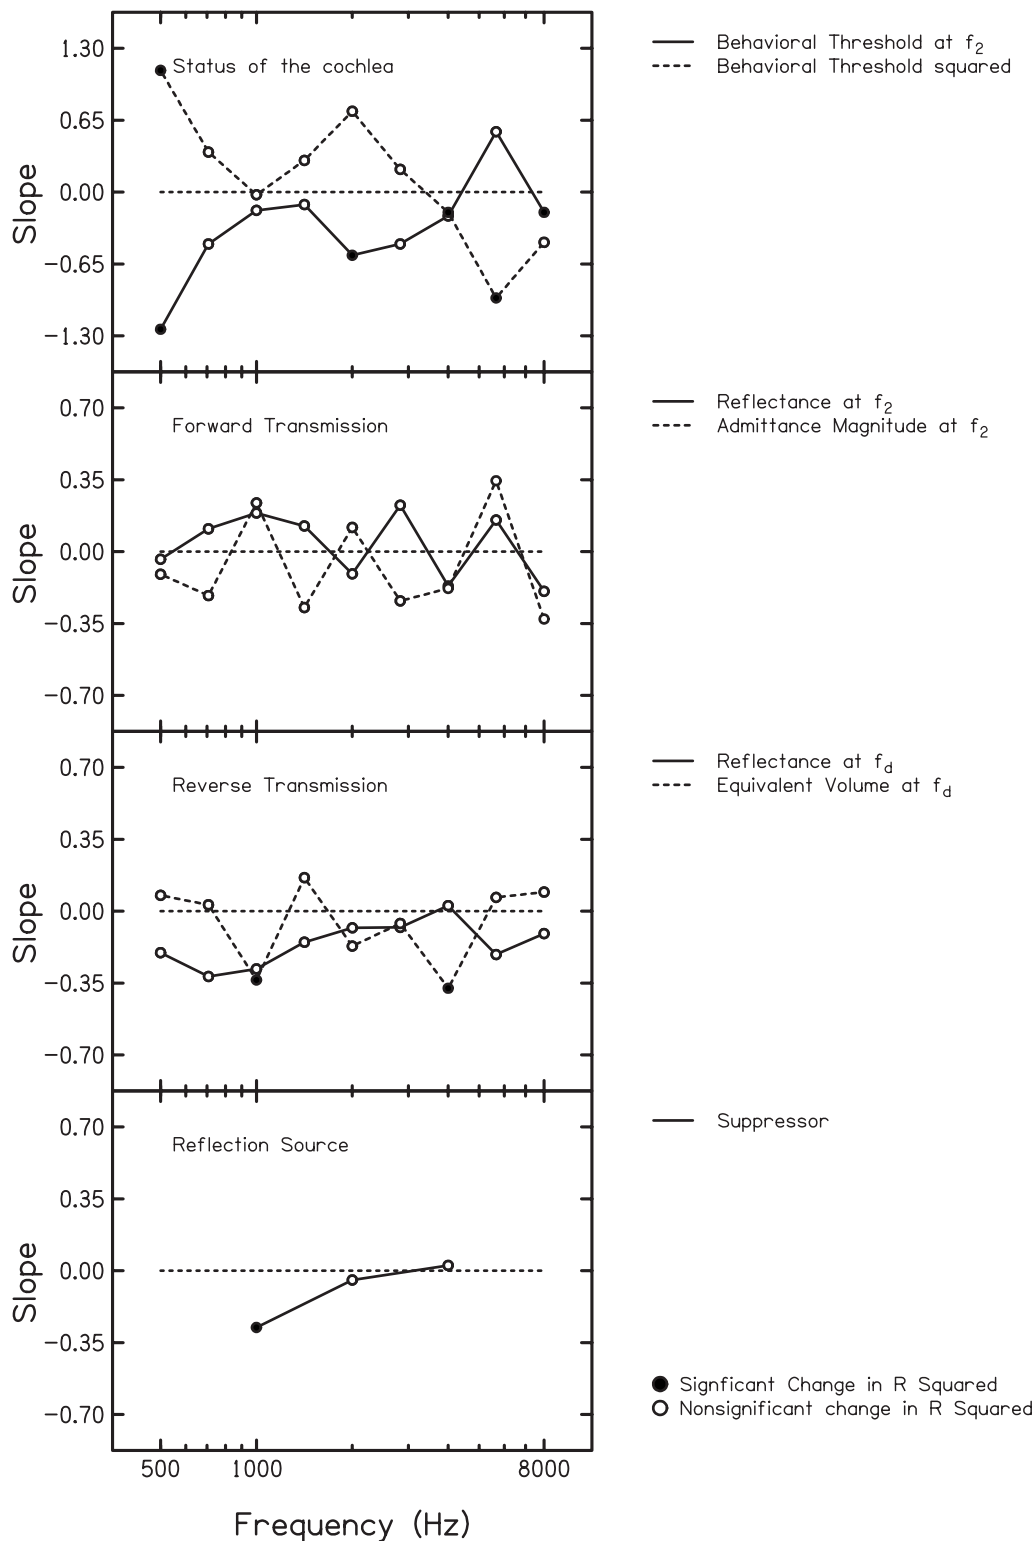 1.30
0.65
0.00
−0.65
−1.30
Slope
Status of the cochlea
Behavioral Threshold at f2
Behavioral Threshold squared
0.70
0.35
0.00
−0.35
−0.70
Slope
Forward Transmission
Reflectance at f2
Admittance Magnitude at f2
0.70
0.35
0.00
−0.35
−0.70
Slope
Reverse Transmission
Reflectance at fd
Equivalent Volume at fd
0.70
0.35
0.00
−0.35
−0.70
Slope
Reflection Source
Suppressor
Signficant Change in R Squared
Nonsignificant change in R Squared
500 1000 8000
Frequency (Hz)